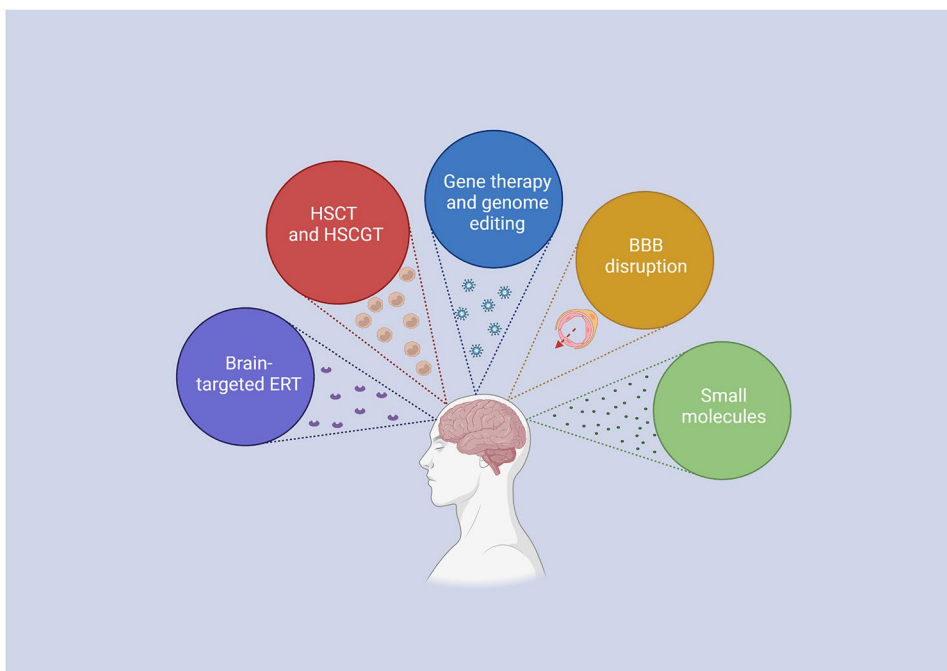 Brain-
targeted ERT
HSCT
and HSCGT
Gene therapy
and genome
editing
BBB
disruption
Small
molecules